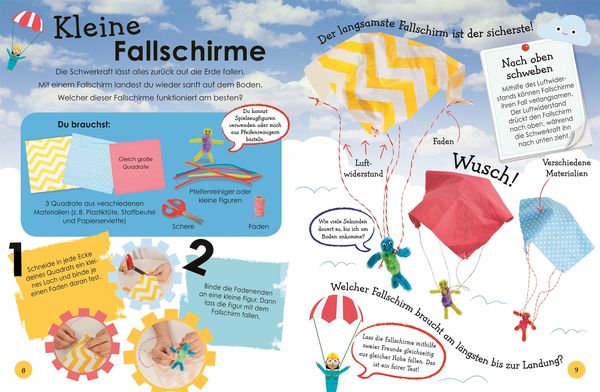 Kleine
Fallschirme
Die Schwerkraft lässt alles zurück auf die Erde fallen.
Mit einem Fallschirm landest du wieder sanft auf dem Boden.
Welcher dieser Fallschirme funktioniert am besten?
Du brauchst:
Gleich große
Quadrate
3 Quadrate aus verschiedenen
Materialien (z. B. Plastiktüte, Stoffbeutel
und Papierserviette)
Du kannst
Spielzeugfiguren
verwenden oder mich
aus Pfeifenreinigern
basteln.
Pfeifenreiniger oder
kleine Figuren
Schere
Faden
1
Schneide in jede Ecke
deines Quadrats ein klei-
nes Loch und binde je
einen Faden daran fest.
2
Binde die Fadenenden
an eine kleine Figur. Dann
lass die Figur mit dem
Fallschirm fallen.
8
Der langsamste Fallschirm ist der sicherste!
Nach oben
schweben
Mithilfe des Luftwider-
stands können Fallschirme
ihren Fall verlangsamen.
Der Luftwiderstand
drückt den Fallschirm
nach oben, während
die Schwerkraft ihn
nach unten zieht.
Luft-
widerstand
Faden
Wusch!
Verschiedene
Materialien
Wie viele Sekunden
dauert es, bis ich am
Boden ankomme?
Welcher Fallschirm braucht am längsten bis zur Landung?
Lass die Fallschirme mithilfe
zweier Freunde gleichzeitig
aus gleicher Höhe fallen. Das
ist ein fairer Test!
9